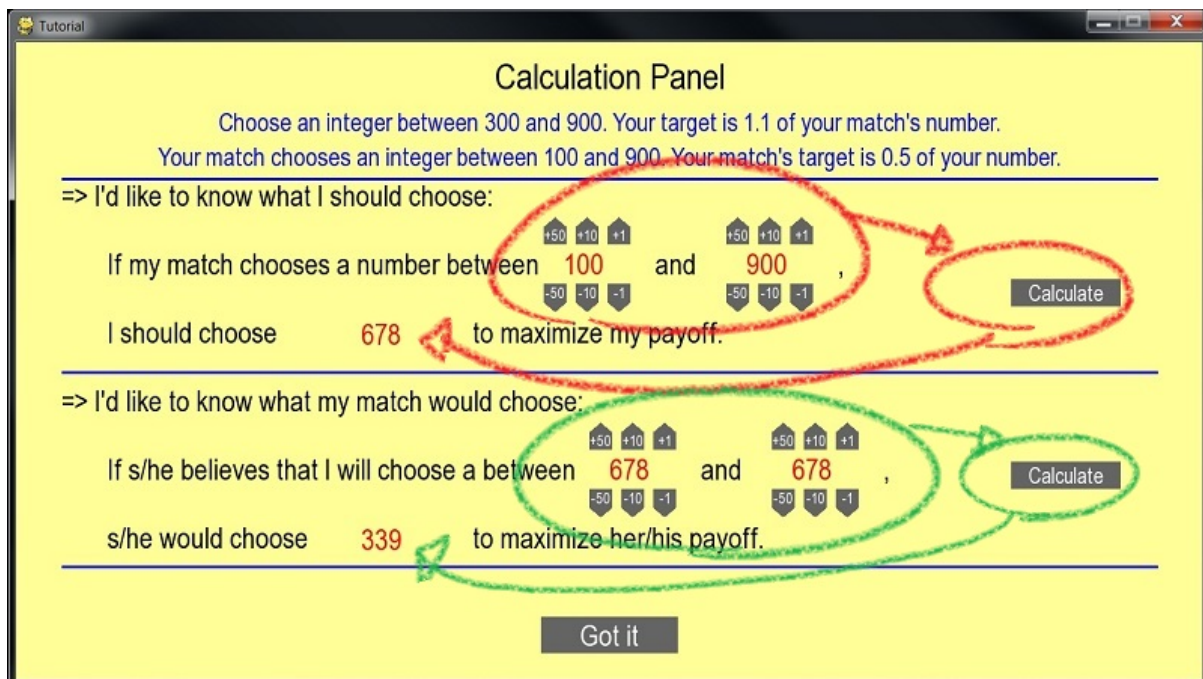 Tutorial
Calculation Panel
Choose an integer between 300 and 900. Your target is 1.1 of your match's number.
Your match chooses an integer between 100 and 900. Your match's target is 0.5 of your number.
=> I'd like to know what I should choose:
+50 +10 +1 +50 +10 +1
If my match chooses a number between 100 and 900 ,
-50 -10 -1 -50 -10 -1
Calculate
I should choose 678 to maximize my payoff.
=> I'd like to know what my match would choose:
+50 +10 +1 +50 +10 +1
If s/he believes that I will choose a between 678 and 678 ,
-50 -10 -1 -50 -10 -1
Calculate
s/he would choose 339 to maximize her/his payoff.
Got it